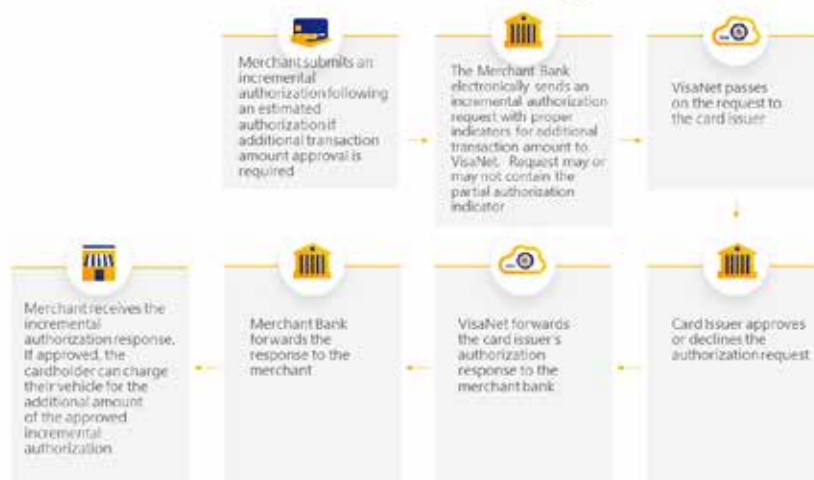 Merchant submits an
incremental
authorization following
an estimated
authorization if
additional transaction
amount approval is
required
The Merchant Bank
electronically sends an
incremental authorization
request with proper
indicators for additional
transaction amount to
VisaNet. Request may or
may not contain the
partial authorization
indicator
VisaNet passes
on the request to
the card issuer
Card Issuer approves
or declines the
authorization request
VisaNet forwards
the card issuer's
authorization
response to the
merchant bank
Merchant Bank
forwards the
response to the
merchant
Merchant receives the
incremental
authorization response.
If approved, the
cardholder can charge
their vehicle for the
additional amount
of the approved
incremental
authorization